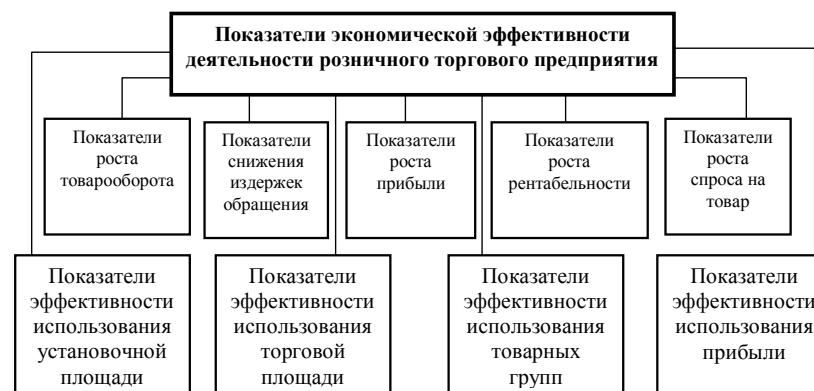 Показатели экономической эффективности
деятельности розничного торгового предприятия
Показатели
роста
товарооборота
Показатели
снижения
издержек
обращения
Показатели
роста
прибыли
Показатели
роста
рентабельности
Показатели
роста
спроса на
товар
Показатели
эффективности
использования
установочной
площади
Показатели
эффективности
использования
торговой
площади
Показатели
эффективности
использования
товарных
групп
Показатели
эффективности
использования
прибыли